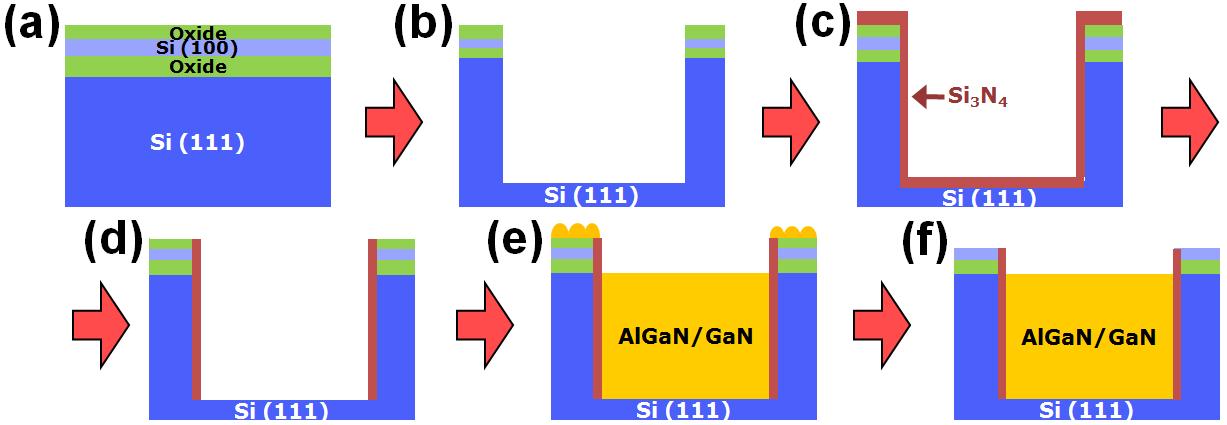 (a)
Oxide
Si (100)
Oxide
Si (111)
(b)
Si (111)
(c)
Si₃N₄
Si (111)
(d)
Si (111)
(e)
AlGaN/GaN
Si (111)
(f)
AlGaN/GaN
Si (111)